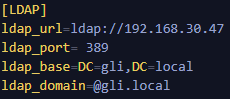 [LDAP]
ldap_url=ldap://192.168.30.47
ldap_port= 389
ldap_base=DC=gli,DC=local
ldap_domain=@gli.local